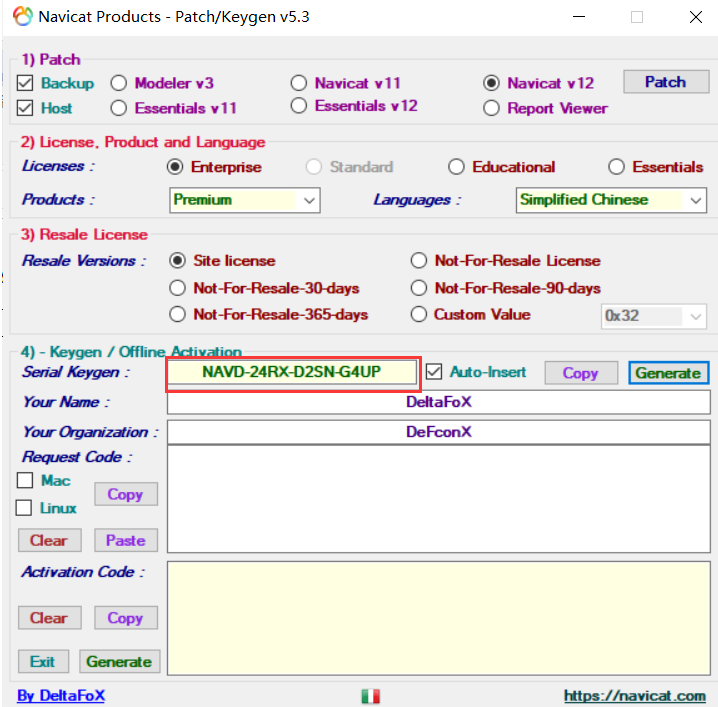 Navicat Products - Patch/Keygen v5.3
1) Patch
Backup Modeler v3 Navicat v11 Navicat v12 Patch
Host Essentials v11 Essentials v12 Report Viewer
2) License, Product and Language
Licenses : Enterprise Standard Educational Essentials
Products : Premium Languages : Simplified Chinese
3) Resale License
Resale Versions : Site license Not-For-Resale License
Not-For-Resale-30-days Not-For-Resale-90-days
Not-For-Resale-365-days Custom Value 0x32
4) - Keygen / Offline Activation
Serial Keygen : NAVD-24RX-D2SN-G4UP Auto-Insert Copy Generate
Your Name : DeltaFoX
Your Organization : DeFconX
Request Code :
Mac
Copy
Linux
Clear Paste
Activation Code :
Clear Copy
Exit Generate
By DeltaFoX https://navicat.com